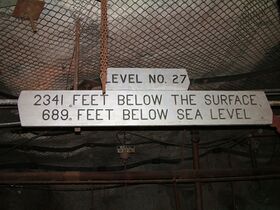 LEVEL NO. 27
2341 FEET BELOW THE SURFACE
689 FEET BELOW SEA LEVEL